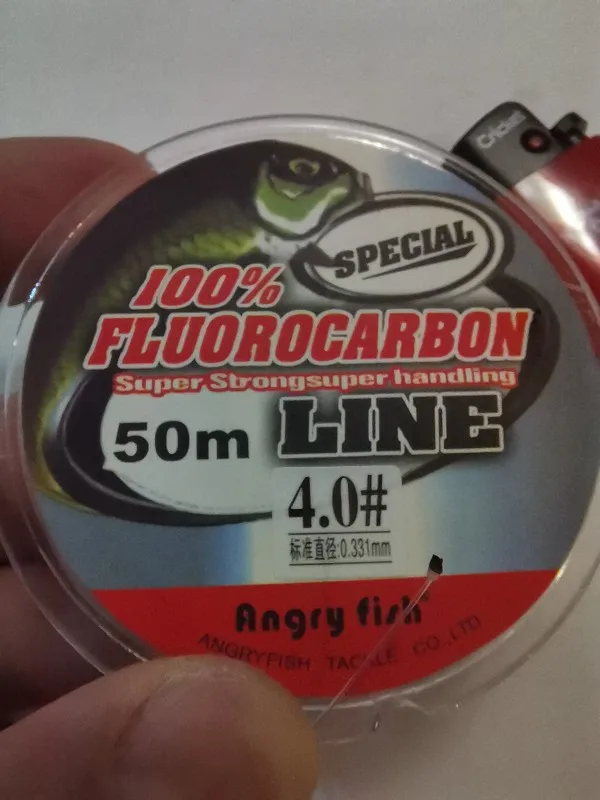 Cricket
SPECIAL
100%
FLUOROCARBON
Super Strongsuper handling
50m LINE
4.0#
标准直径:0.331mm
Angry fish
ANGRYFISH TACKLE CO.,LTD